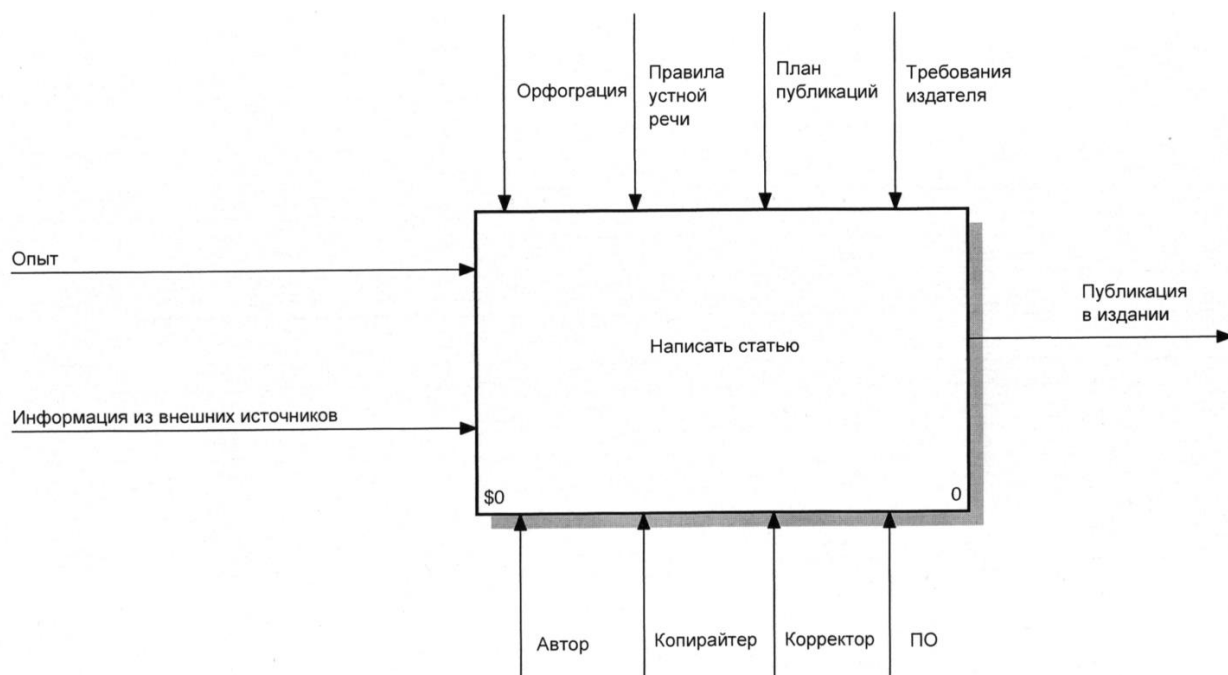 Орфограция
Правила
устной
речи
План
публикаций
Требования
издателя
Опыт
Публикация
в издании
Написать статью
Информация из внешних источников
$0
0
Автор
Копирайтер
Корректор
ПО